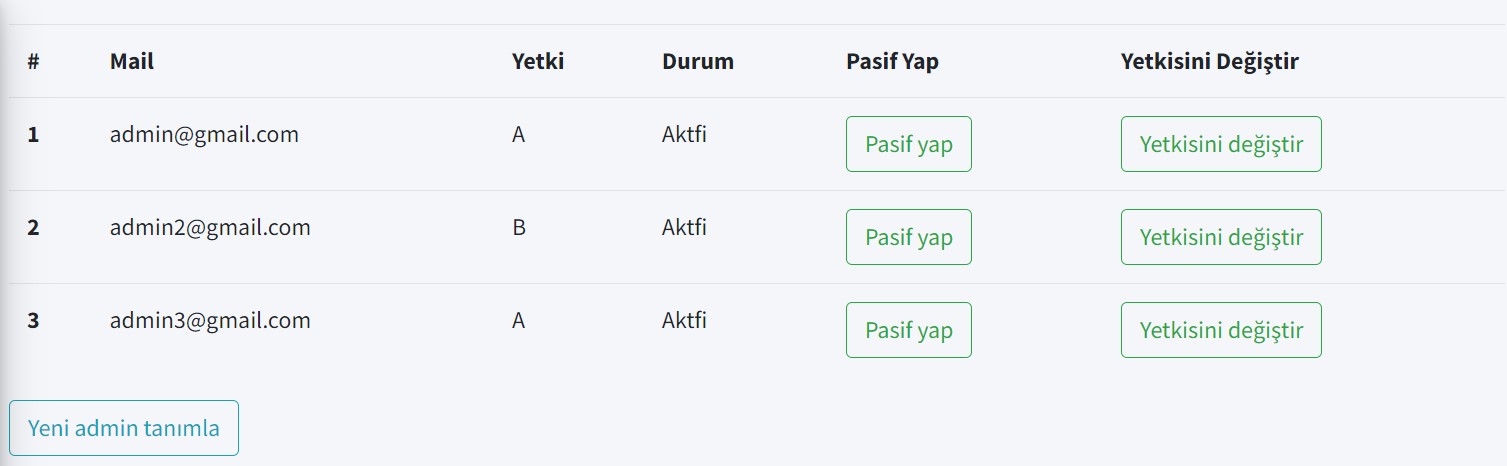 # Mail Yetki Durum Pasif Yap Yetkisini Değiştir
1 admin@gmail.com A Aktfi Pasif yap Yetkisini değiştir
2 admin2@gmail.com B Aktfi Pasif yap Yetkisini değiştir
3 admin3@gmail.com A Aktfi Pasif yap Yetkisini değiştir
Yeni admin tanımla